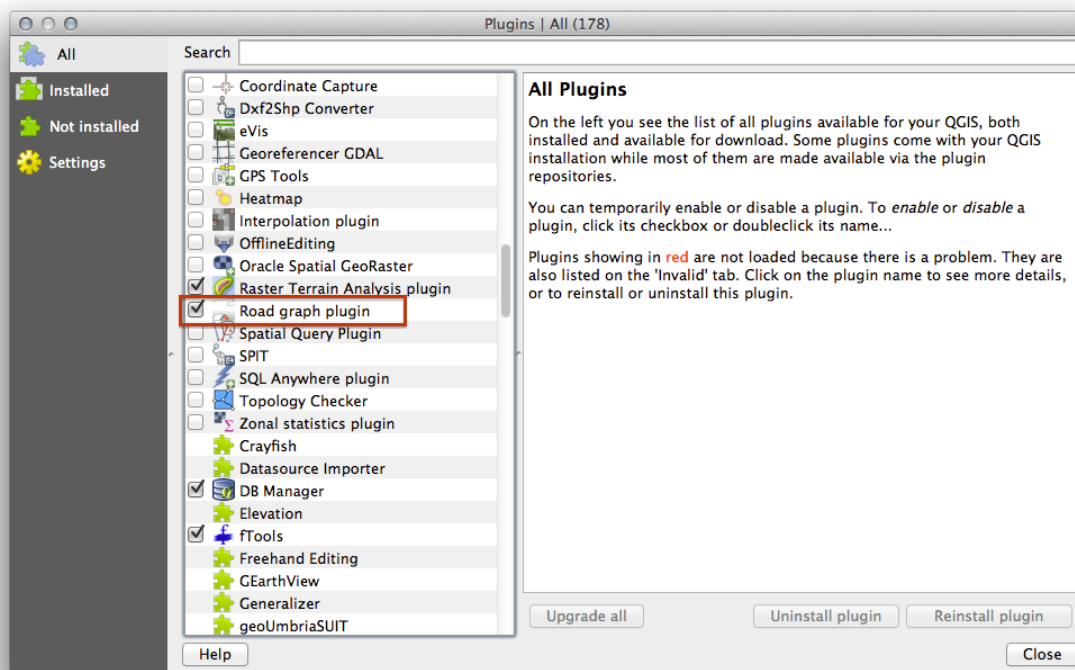 Plugins | All (178)
All
Installed
Not installed
Settings
Search
Coordinate Capture
Dxf2Shp Converter
eVis
Georeferencer GDAL
GPS Tools
Heatmap
Interpolation plugin
OfflineEditing
Oracle Spatial GeoRaster
Raster Terrain Analysis plugin
Road graph plugin
Spatial Query Plugin
SPIT
SQL Anywhere plugin
Topology Checker
Zonal statistics plugin
Crayfish
Datasource Importer
DB Manager
Elevation
fTools
Freehand Editing
GEarthView
Generalizer
geoUmbriaSUIT
All Plugins
On the left you see the list of all plugins available for your QGIS, both
installed and available for download. Some plugins come with your QGIS
installation while most of them are made available via the plugin
repositories.
You can temporarily enable or disable a plugin. To enable or disable a
plugin, click its checkbox or doubleclick its name...
Plugins showing in red are not loaded because there is a problem. They are
also listed on the 'Invalid' tab. Click on the plugin name to see more details,
or to reinstall or uninstall this plugin.
Upgrade all
Uninstall plugin
Reinstall plugin
Help
Close